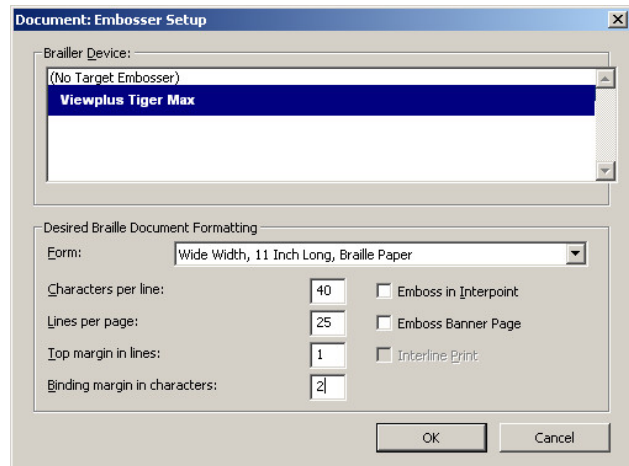 Document: Embosser Setup
Brailler Device:
(No Target Embosser)
Viewplus Tiger Max
Desired Braille Document Formatting
Form: Wide Width, 11 Inch Long, Braille Paper
Characters per line: 40 Emboss in Interpoint
Lines per page: 25 Emboss Banner Page
Top margin in lines: 1 Interline Print
Binding margin in characters: 2
OK Cancel